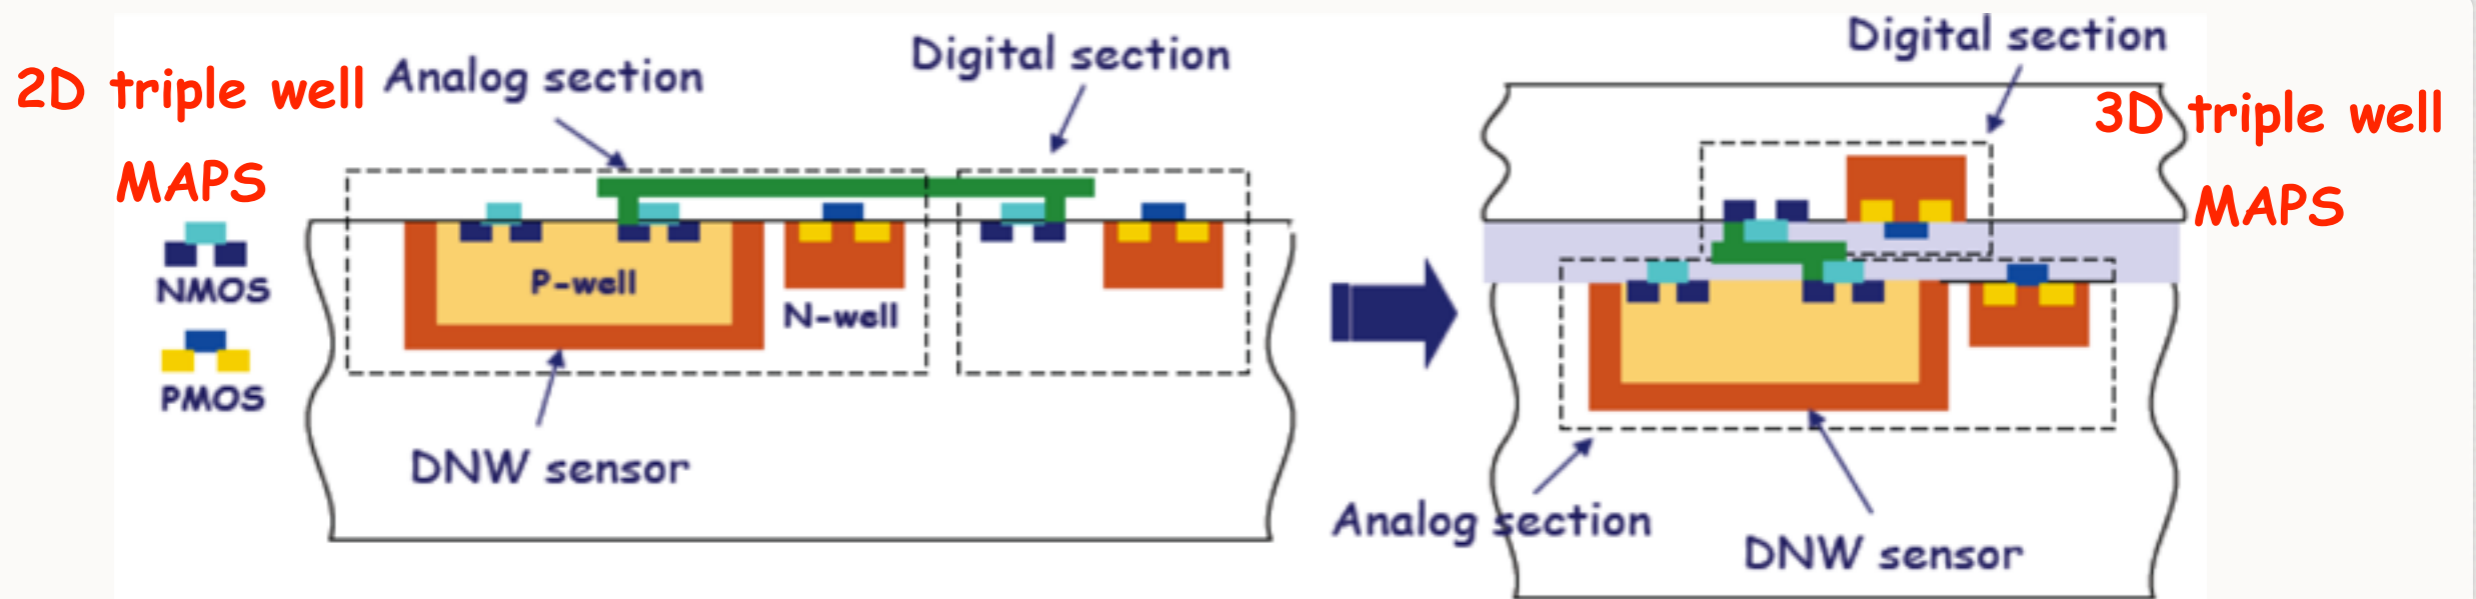 2D triple well
MAPS
Analog section
Digital section
NMOS
PMOS
P-well
N-well
DNW sensor
Digital section
3D triple well
MAPS
Analog section
DNW sensor